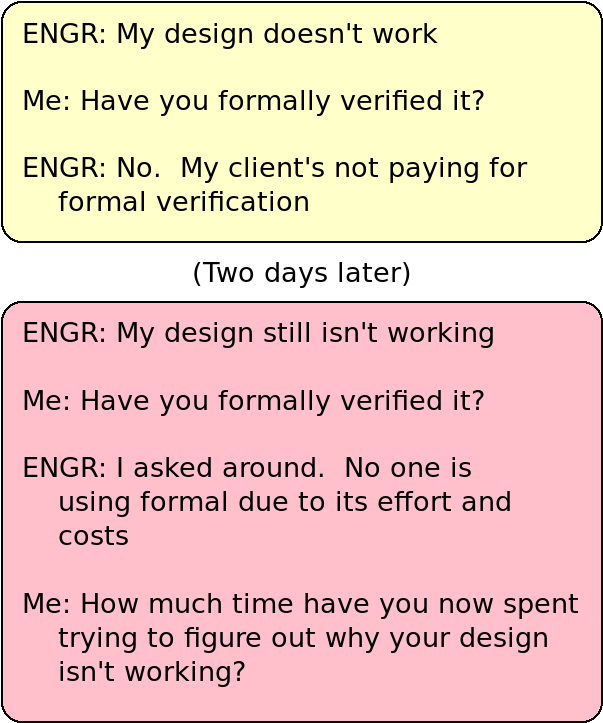 ENGR: My design doesn't work
Me: Have you formally verified it?
ENGR: No.  My client's not paying for
formal verification
(Two days later)
ENGR: My design still isn't working
Me: Have you formally verified it?
ENGR: I asked around.  No one is
using formal due to its effort and
costs
Me: How much time have you now spent
trying to figure out why your design
isn't working?